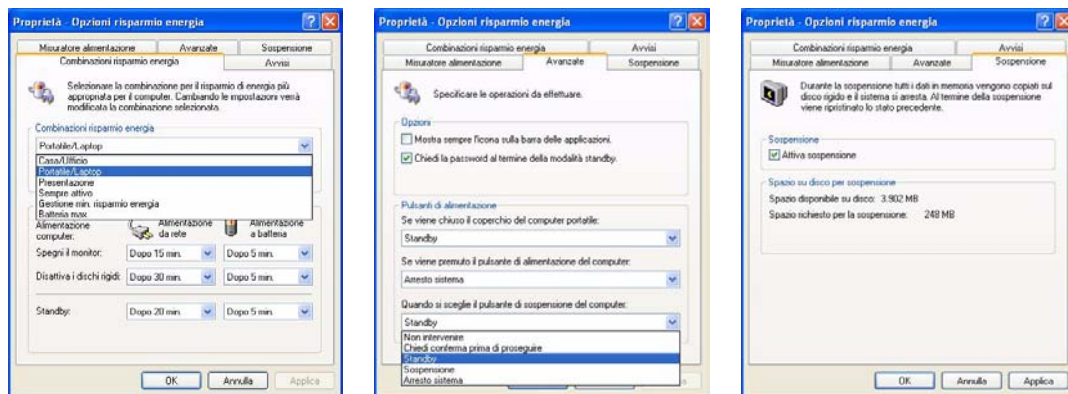 Proprietà - Opzioni risparmio energia
Misuratore alimentazione Avanzate Sospensione
Combinazioni risparmio energia Avvisi
Selezionare la combinazione per il risparmio di energia più
appropriata per il computer. Cambiando le impostazioni verrà
modificata la combinazione selezionata.
Combinazioni risparmio energia
Portatile/Laptop
Casa/Ufficio
Portatile/Laptop
Presentazione
Sempre attivo
Gestione min. risparmio energia
Batteria max
Alimentazione computer:
Alimentazione da rete
Alimentazione a batteria
Spegni il monitor: Dopo 15 min. Dopo 5 min.
Disattiva i dischi rigidi: Dopo 30 min. Dopo 5 min.
Standby: Dopo 20 min. Dopo 5 min.
OK Annulla Applica
Proprietà - Opzioni risparmio energia
Combinazioni risparmio energia Avvisi
Misuratore alimentazione Avanzate Sospensione
Specificare le operazioni da effettuare.
Opzioni
Mostra sempre l'icona sulla barra delle applicazioni.
Chiedi la password al termine della modalità standby.
Pulsanti di alimentazione
Se viene chiuso il coperchio del computer portatile:
Standby
Se viene premuto il pulsante di alimentazione del computer:
Arresto sistema
Quando si sceglie il pulsante di sospensione del computer:
Standby
Non intervenire
Chiedi conferma prima di proseguire
Standby
Sospensione
Arresto sistema
Proprietà - Opzioni risparmio energia
Combinazioni risparmio energia Avvisi
Misuratore alimentazione Avanzate Sospensione
Durante la sospensione tutti i dati in memoria vengono copiati sul
disco rigido e il sistema si arresta. Al termine della sospensione
viene ripristinato lo stato precedente.
Sospensione
Attiva sospensione
Spazio su disco per sospensione
Spazio disponibile su disco: 3.902 MB
Spazio richiesto per la sospensione: 248 MB
OK Annulla Applica